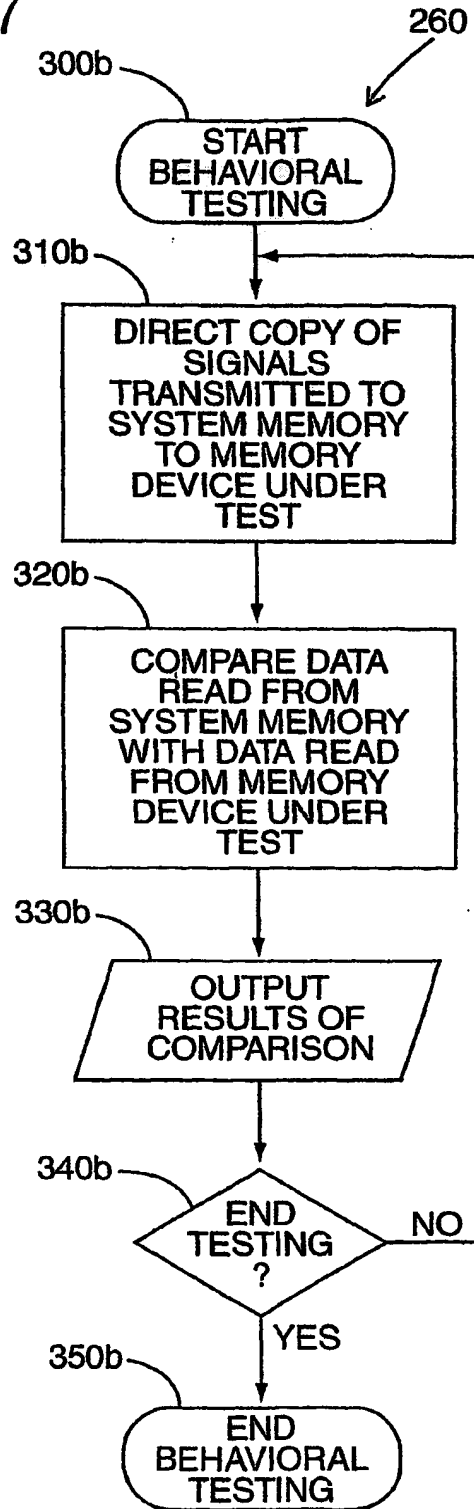 7
260
300b
START
BEHAVIORAL
TESTING
310b
DIRECT COPY OF
SIGNALS
TRANSMITTED TO
SYSTEM MEMORY
TO MEMORY
DEVICE UNDER
TEST
320b
COMPARE DATA
READ FROM
SYSTEM MEMORY
WITH DATA READ
FROM MEMORY
DEVICE UNDER
TEST
330b
OUTPUT
RESULTS OF
COMPARISON
340b
END
TESTING
?
NO
YES
350b
END
BEHAVIORAL
TESTING